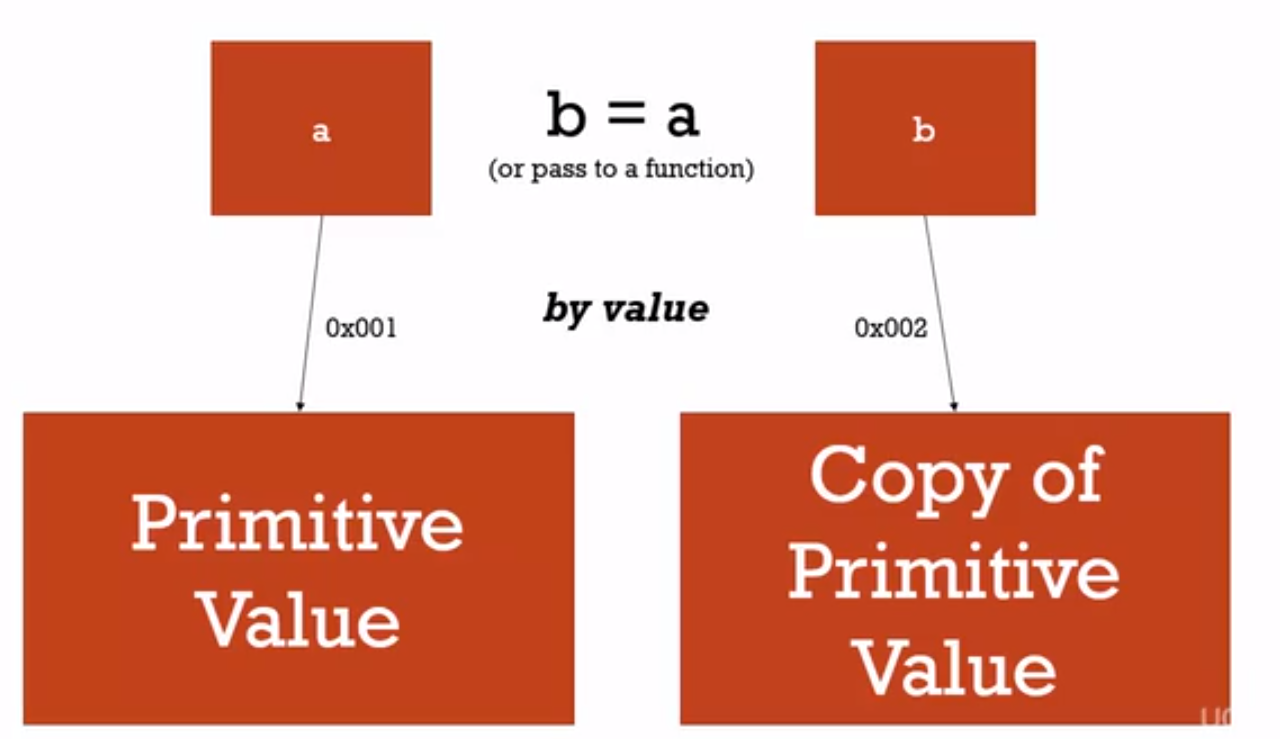 a
b = a
(or pass to a function)
b
by value
0x001
0x002
Primitive
Value
Copy of
Primitive
Value